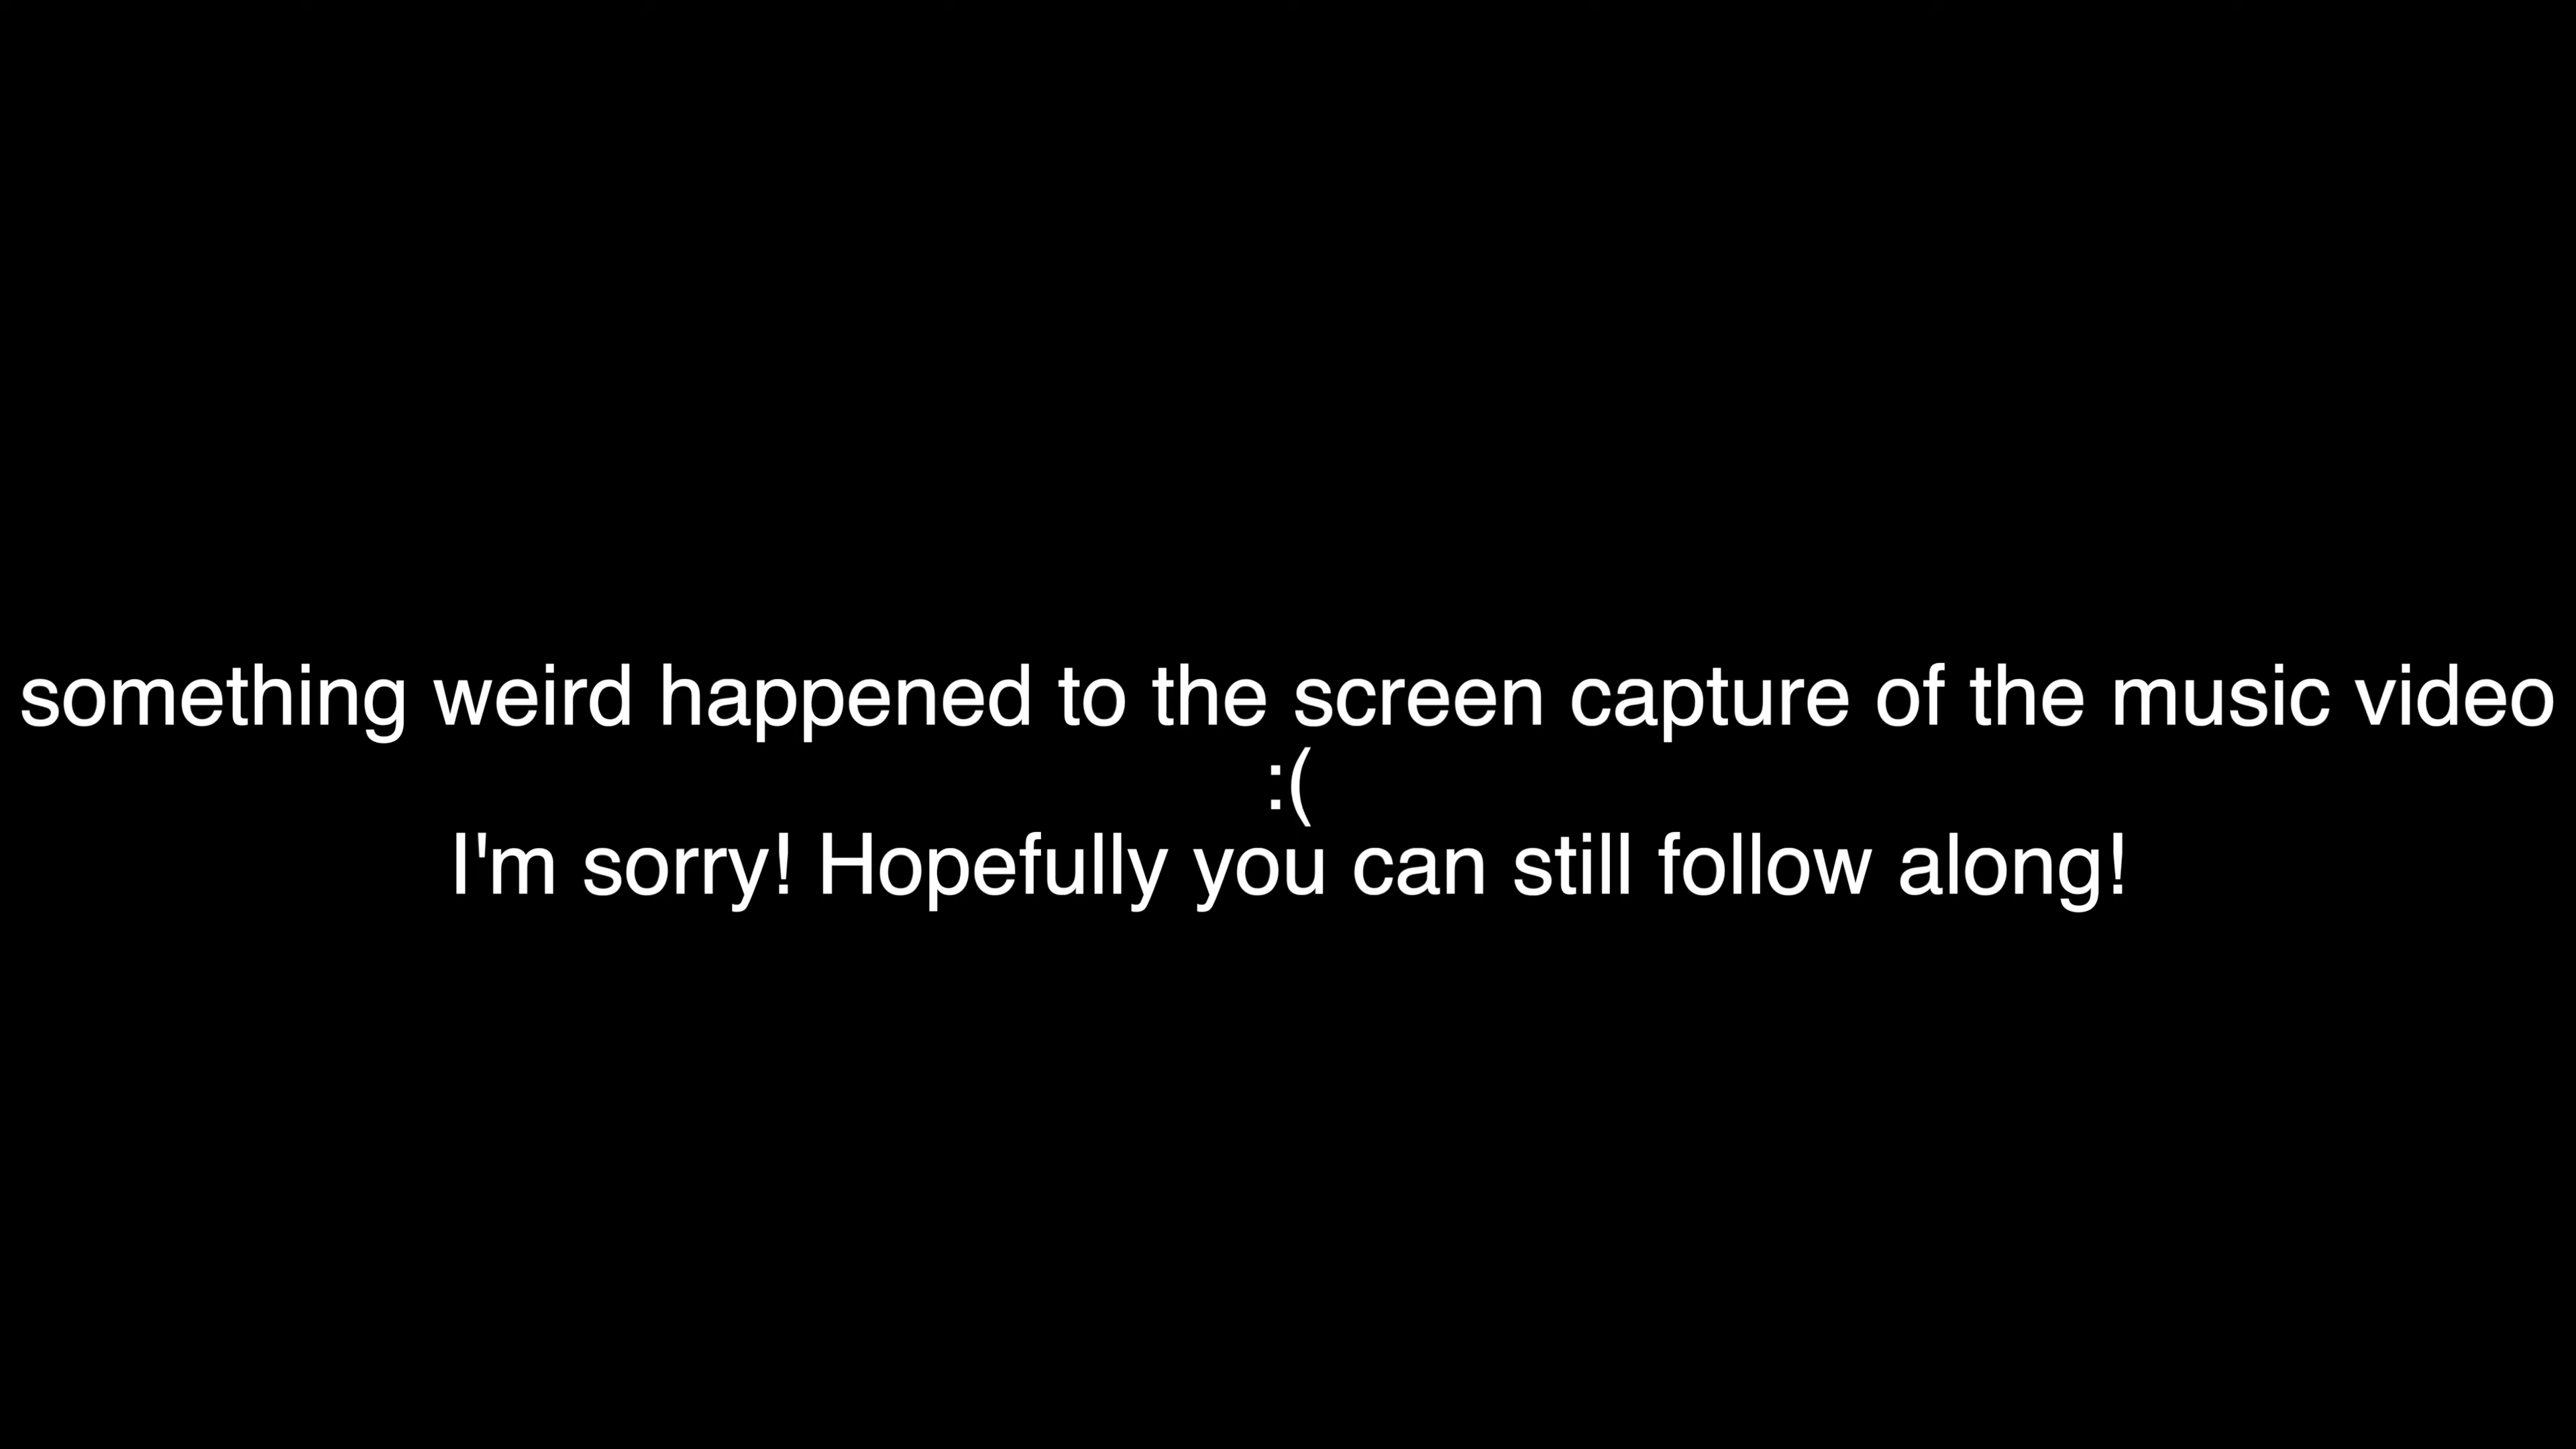 something weird happened to the screen capture of the music video
:(
I'm sorry! Hopefully you can still follow along!